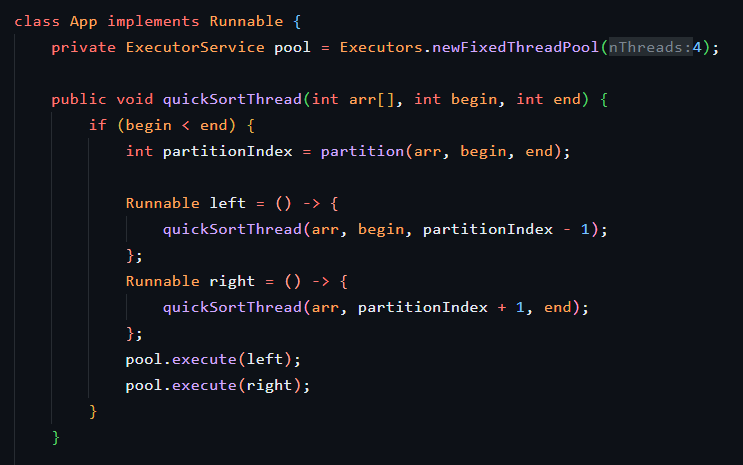 class App implements Runnable {
    private ExecutorService pool = Executors.newFixedThreadPool(nThreads:4);

    public void quickSortThread(int arr[], int begin, int end) {
        if (begin < end) {
            int partitionIndex = partition(arr, begin, end);

            Runnable left = () -> {
                quickSortThread(arr, begin, partitionIndex - 1);
            };
            Runnable right = () -> {
                quickSortThread(arr, partitionIndex + 1, end);
            };
            pool.execute(left);
            pool.execute(right);
        }
    }